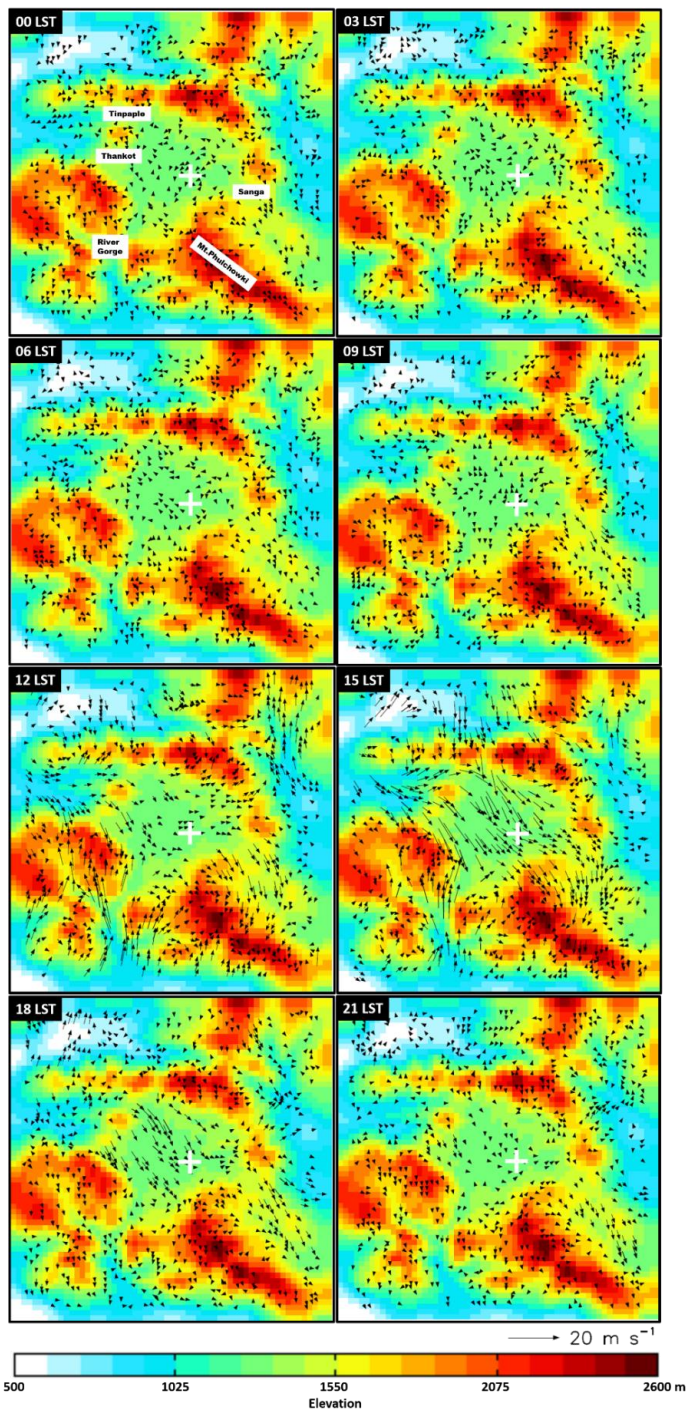 00 LST
03 LST
Tinpaple
Thankot
Sanga
River
Gorge
Mt.Phulchowki
06 LST
09 LST
12 LST
15 LST
18 LST
21 LST
20 m s⁻¹
500 1025 1550 2075 2600 m
Elevation